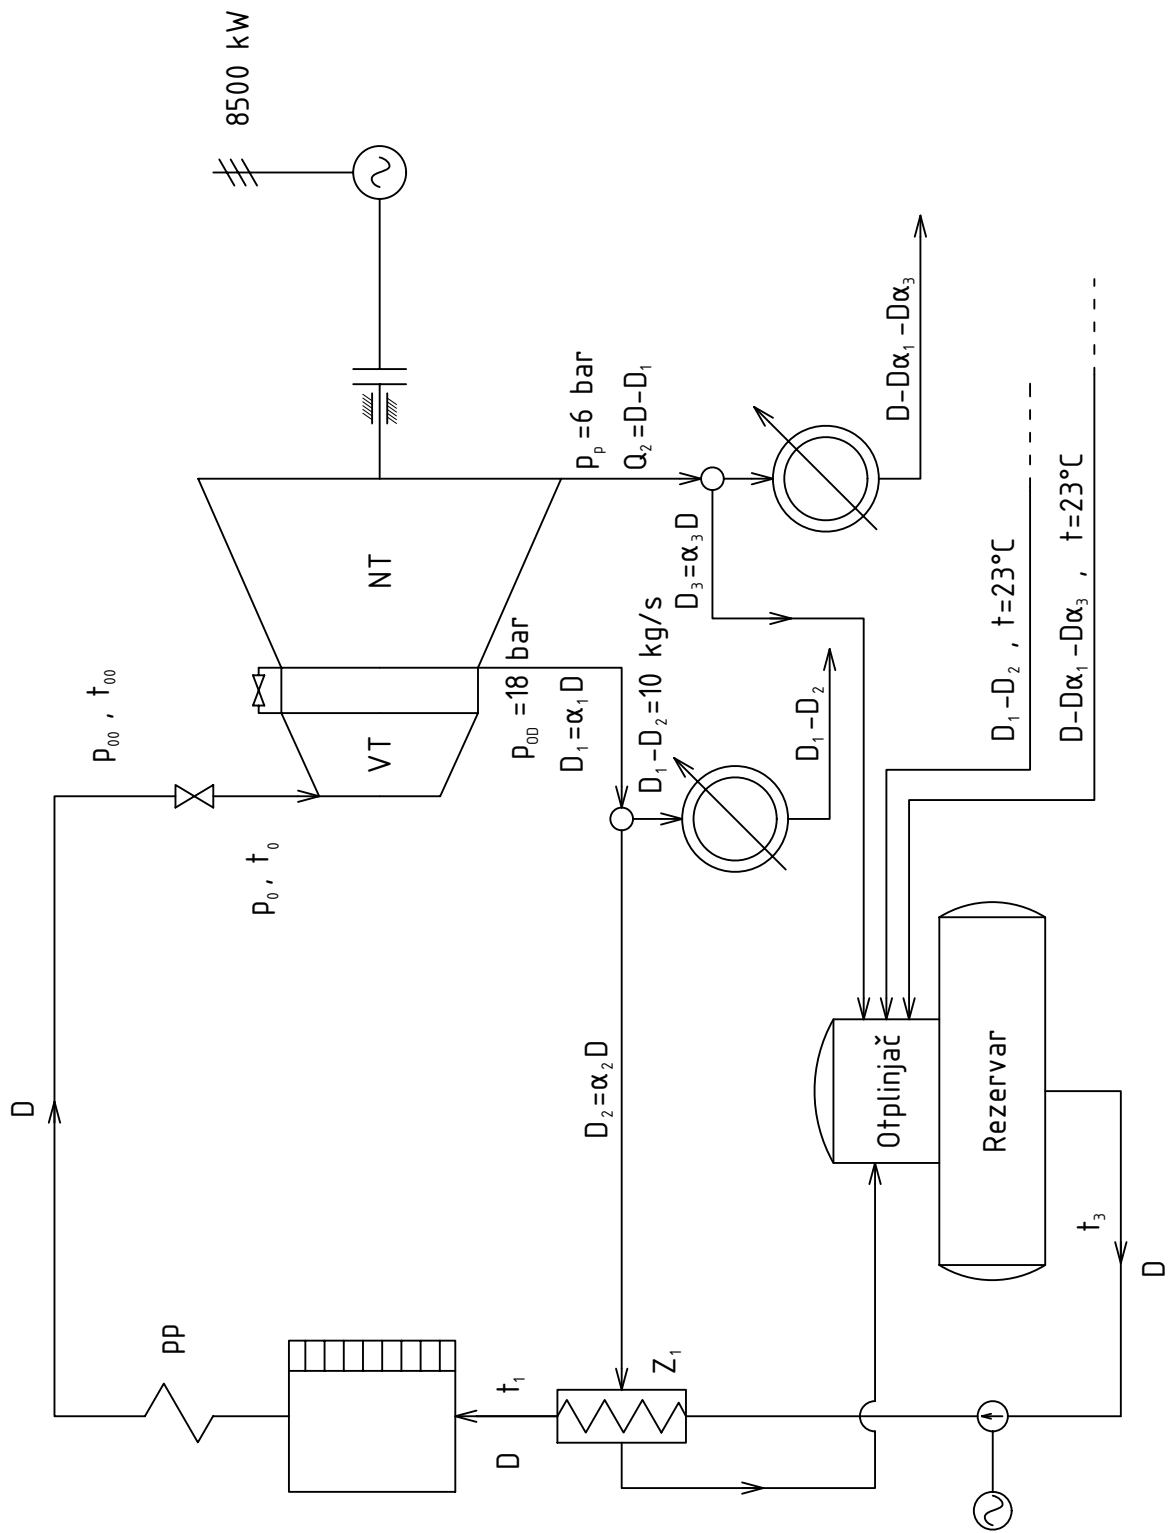 D
PP
p₀₀ , t₀₀
p₀, t₀
8500 kW
VT
NT
p_OD =18 bar
D₁=α₁D
D₁-D₂=10 kg/s
p_p =6 bar
Q₂=D-D₁
D₂=α₂D
D₃=α₃D
D₁-D₂
D-Dα₁-Dα₃
D
t₁
Z₁
Otplinjač
Rezervar
D₁-D₂ , t=23°C
D-Dα₁-Dα₃ , t=23°C
t₃
D